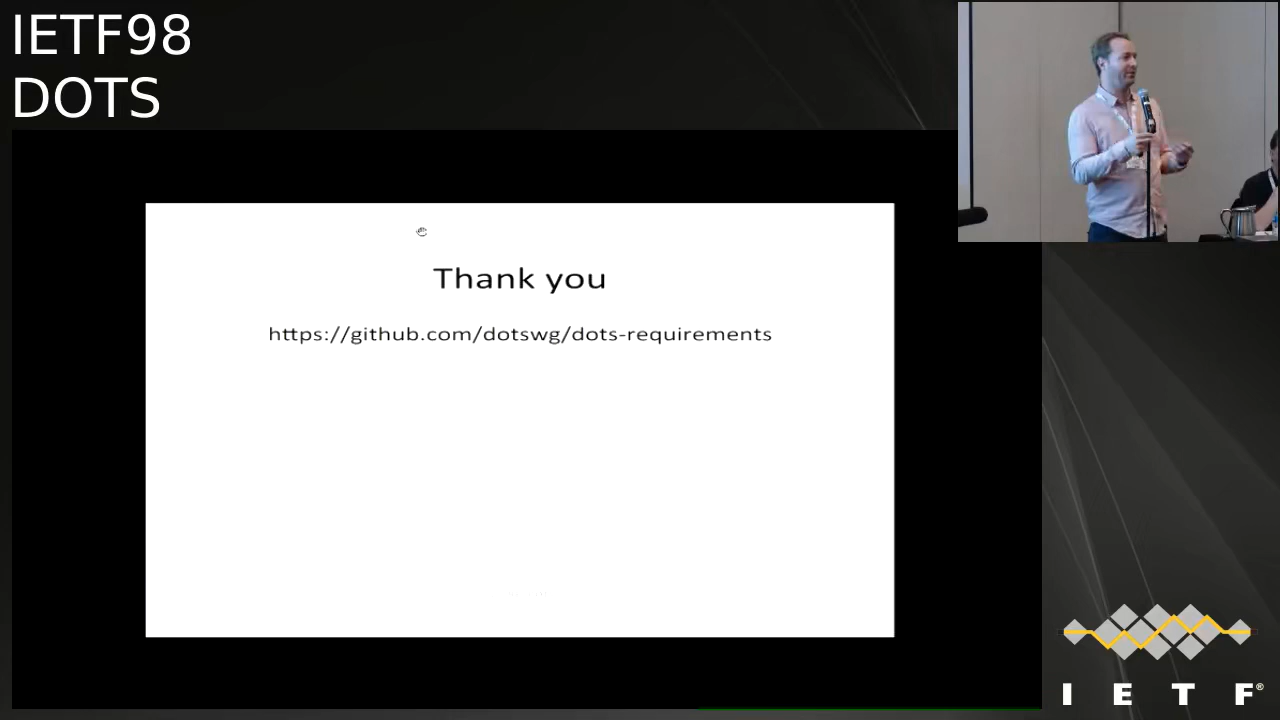 IETF98
DOTS
Thank you
https://github.com/dotswg/dots-requirements
I E T F®